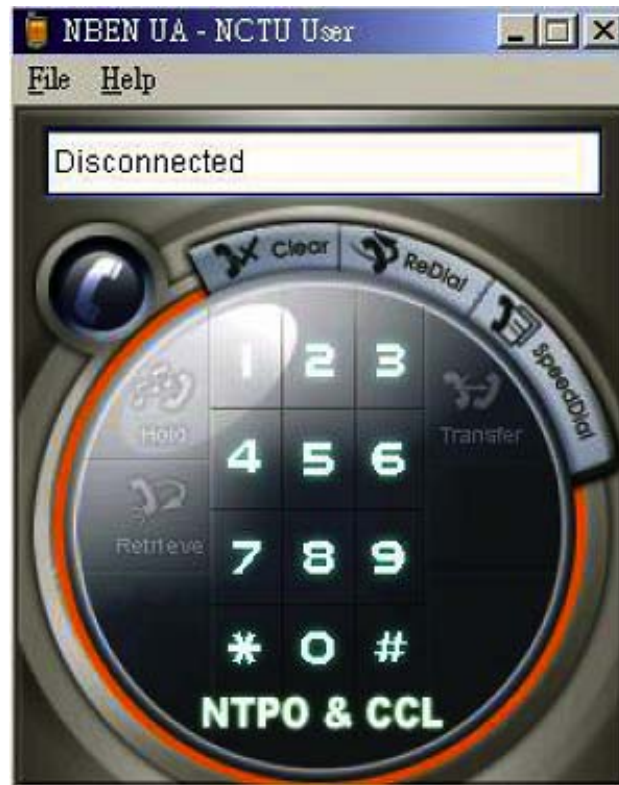 NBEN UA - NCTU User
File Help
Disconnected
Clear ReDial SpeedDial
1 2 3
Hold Transfer
4 5 6
Retrieve
7 8 9
* 0 #
NTPO & CCL